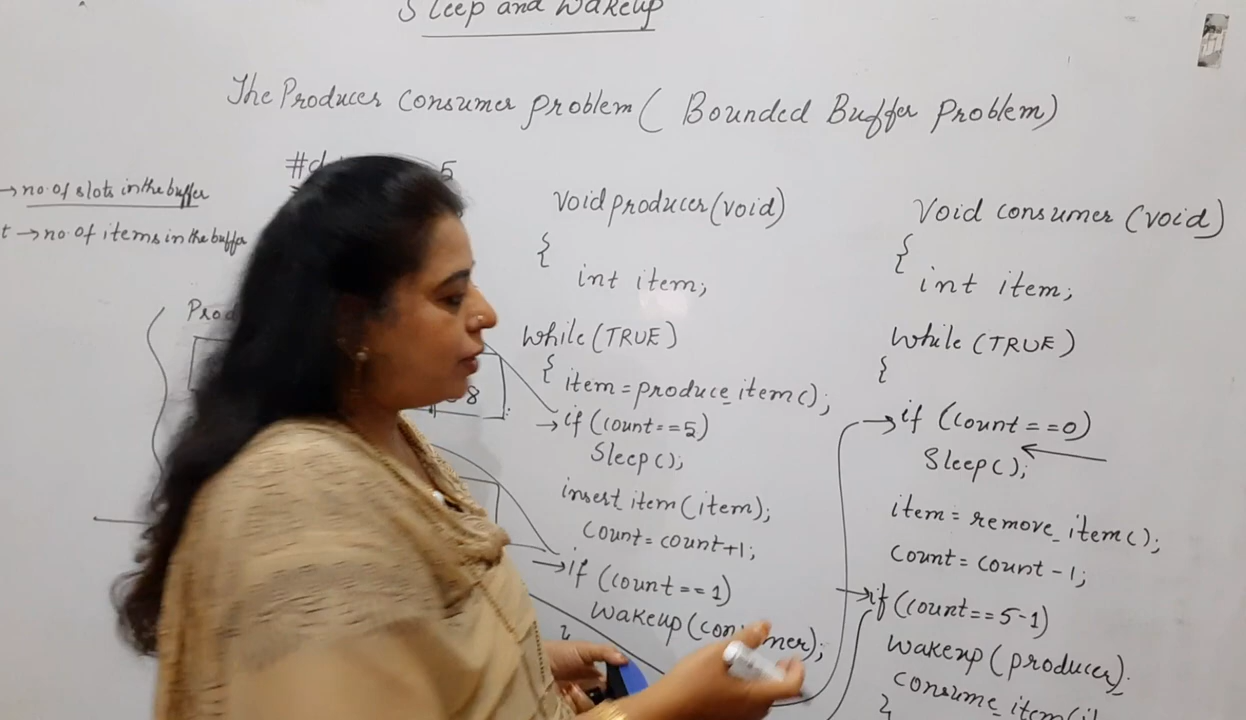 Sleep and Wakeup
The Producer Consumer problem ( Bounded Buffer Problem)
5
→ no. of slots in the buffer
t → no. of items in the buffer
Prod
8
Void producer(void)
{
int item;
While (TRUE)
{ item = produce_item();
→ if (count == 5)
Sleep();
insert_item(item);
Count = count+1;
→ if (count == 1)
Wakeup (consumer);
}
Void consumer (void)
{
int item;
While (TRUE)
{
→ if (count == 0)
Sleep();
item = remove_item();
Count = count - 1;
→ if (count == 5-1)
Wakeup (producer);
Consume_item(
}